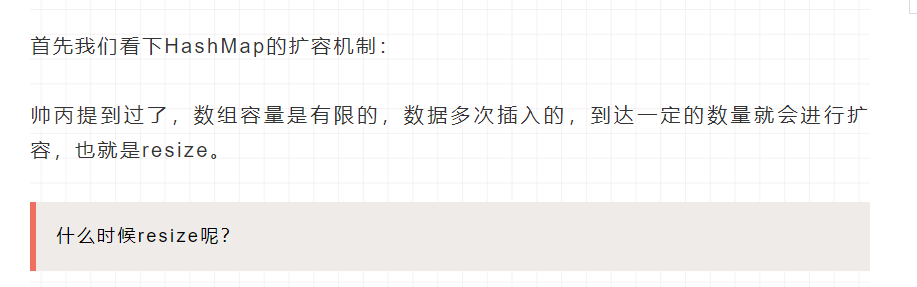 首先我们看下HashMap的扩容机制：
帅丙提到过了，数组容量是有限的，数据多次插入的，到达一定的数量就会进行扩
容，也就是resize。
什么时候resize呢？